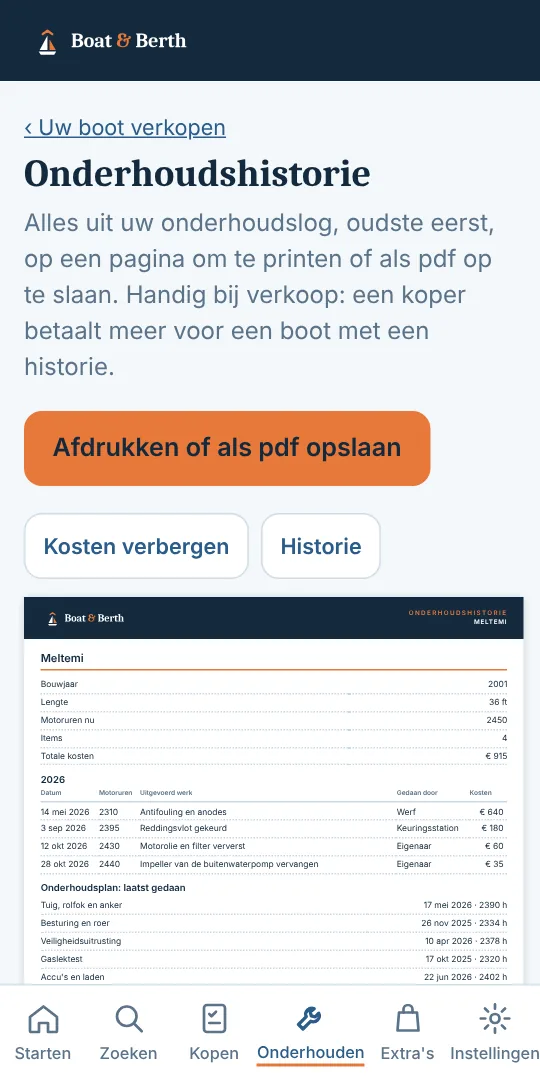 Boat & Berth
‹ Uw boot verkopen
Onderhoudshistorie
Alles uit uw onderhoudslog, oudste eerst,
op een pagina om te printen of als pdf op
te slaan. Handig bij verkoop: een koper
betaalt meer voor een boot met een
historie.
Afdrukken of als pdf opslaan
Kosten verbergen Historie
Boat & Berth ONDERHOUDSHISTORIE
MELTEMI
Meltemi
Bouwjaar 2001
Lengte 36 ft
Motoruren nu 2450
Items 4
Totale kosten € 915
2026
Datum Motoruren Uitgevoerd werk Gedaan door Kosten
14 mei 2026 2310 Antifouling en anodes Werf € 640
3 sep 2026 2395 Reddingsvlot gekeurd Keuringsstation € 180
12 okt 2026 2430 Motorolie en filter ververst Eigenaar € 60
28 okt 2026 2440 Impeller van de buitenwaterpomp vervangen Eigenaar € 35
Onderhoudsplan: laatst gedaan
Tuig, rolfok en anker 17 mei 2026 · 2390 h
Besturing en roer 26 nov 2025 · 2334 h
Veiligheidsuitrusting 10 apr 2026 · 2378 h
Gaslektest 17 okt 2025 · 2320 h
Accu's en laden 22 jun 2026 · 2402 h
Starten Zoeken Kopen Onderhouden Extra's Instellingen